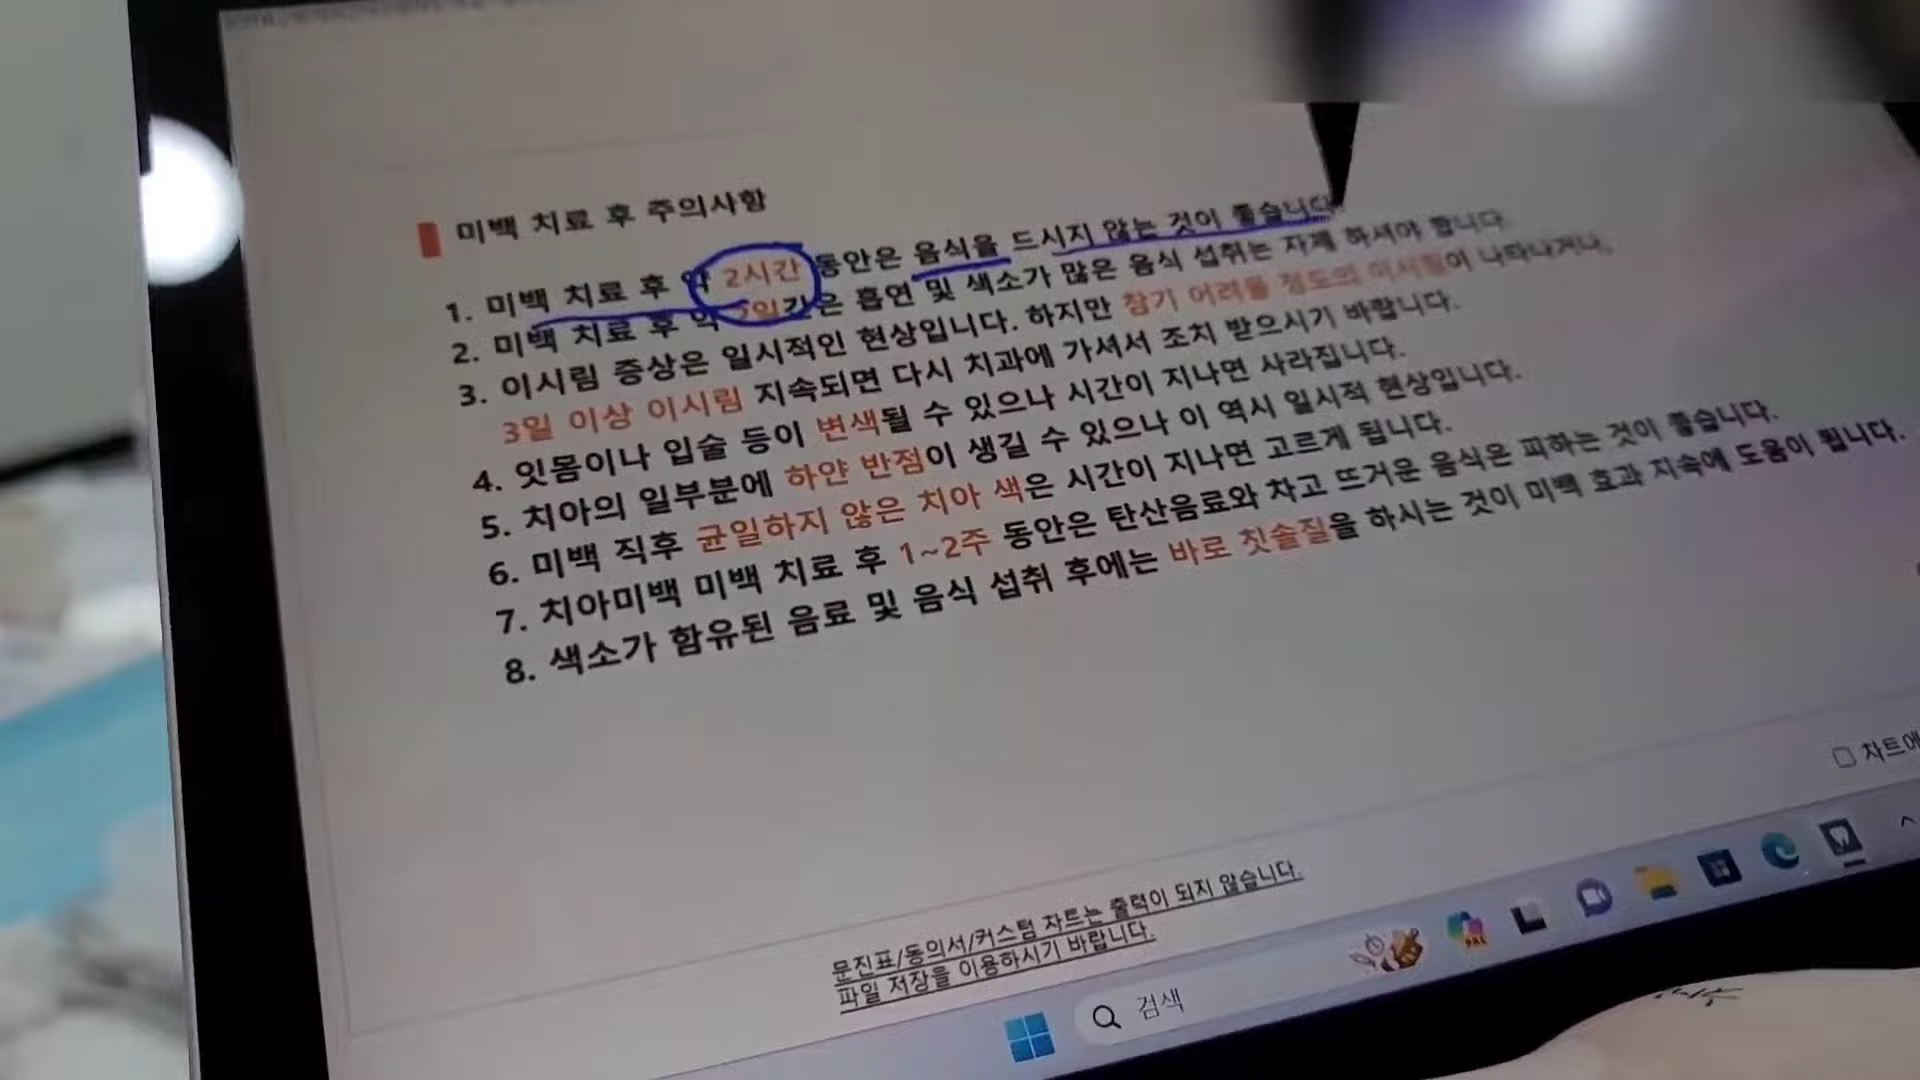 미백 치료 후 주의사항
1. 미백 치료 후 약 2시간 동안은 음식을 드시지 않는 것이 좋습니다
2. 미백 치료 후 약 간은 흡연 및 색소가 많은 음식 섭취는 자제 하셔야 합니다.
3. 이시림 증상은 일시적인 현상입니다. 하지만 참기 어려울 정도의 이시림이 나타나거나,
3일 이상 이시림 지속되면 다시 치과에 가셔서 조치 받으시기 바랍니다.
4. 잇몸이나 입술 등이 변색될 수 있으나 시간이 지나면 사라집니다.
5. 치아의 일부분에 하얀 반점이 생길 수 있으나 이 역시 일시적 현상입니다.
6. 미백 직후 균일하지 않은 치아 색은 시간이 지나면 고르게 됩니다.
7. 치아미백 미백 치료 후 1~2주 동안은 탄산음료와 차고 뜨거운 음식은 피하는 것이 좋습니다.
8. 색소가 함유된 음료 및 음식 섭취 후에는 바로 칫솔질을 하시는 것이 미백 효과 지속에 도움이 됩니다.
차트에
문진표/동의서/커스텀 차트는 출력이 되지 않습니다.
파일 저장을 이용하시기 바랍니다.
검색